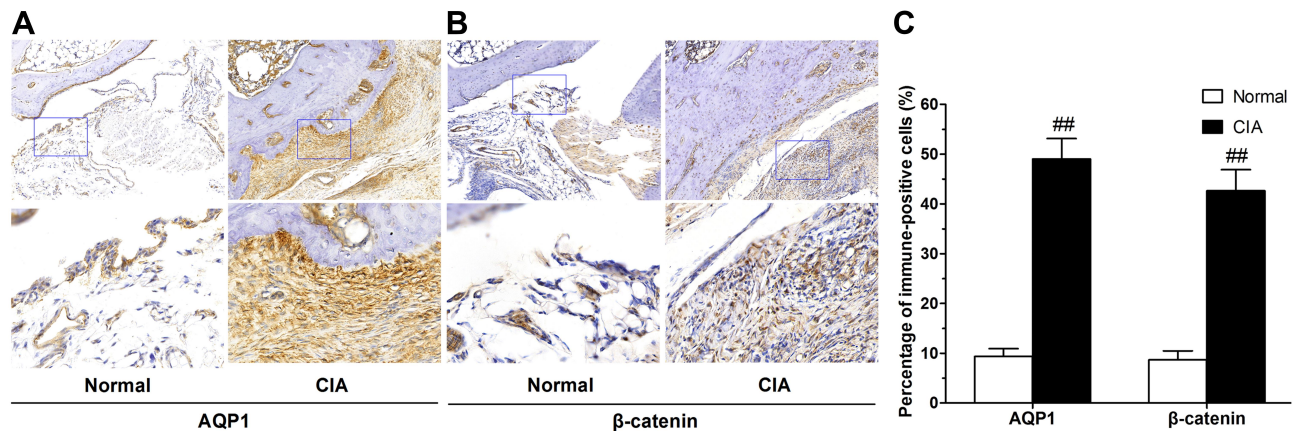 A
B
C
Normal
CIA
Normal
CIA
AQP1
β-catenin
Percentage of immune-positive cells (%)
60
50
40
30
20
10
0
##
##
Normal
CIA
AQP1
β-catenin